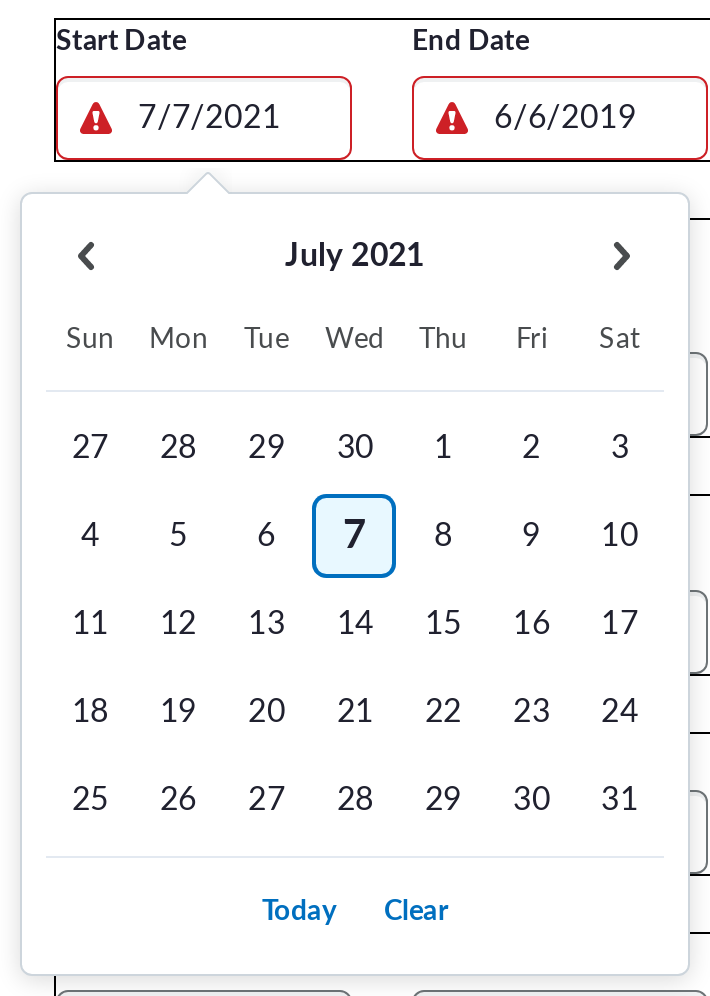 Start Date End Date
7/7/2021 6/6/2019
July 2021
Sun Mon Tue Wed Thu Fri Sat
27 28 29 30 1 2 3
4 5 6 7 8 9 10
11 12 13 14 15 16 17
18 19 20 21 22 23 24
25 26 27 28 29 30 31
Today Clear